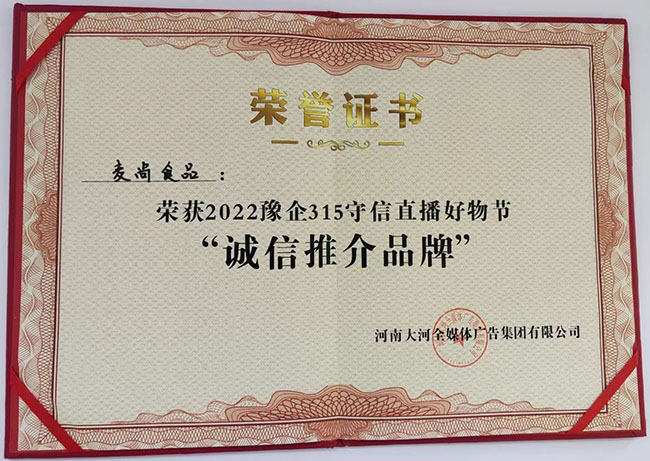 荣誉证书
麦尚食品：
荣获2022豫企315守信直播好物节
“诚信推介品牌”
河南大河全媒体广告集团有限公司